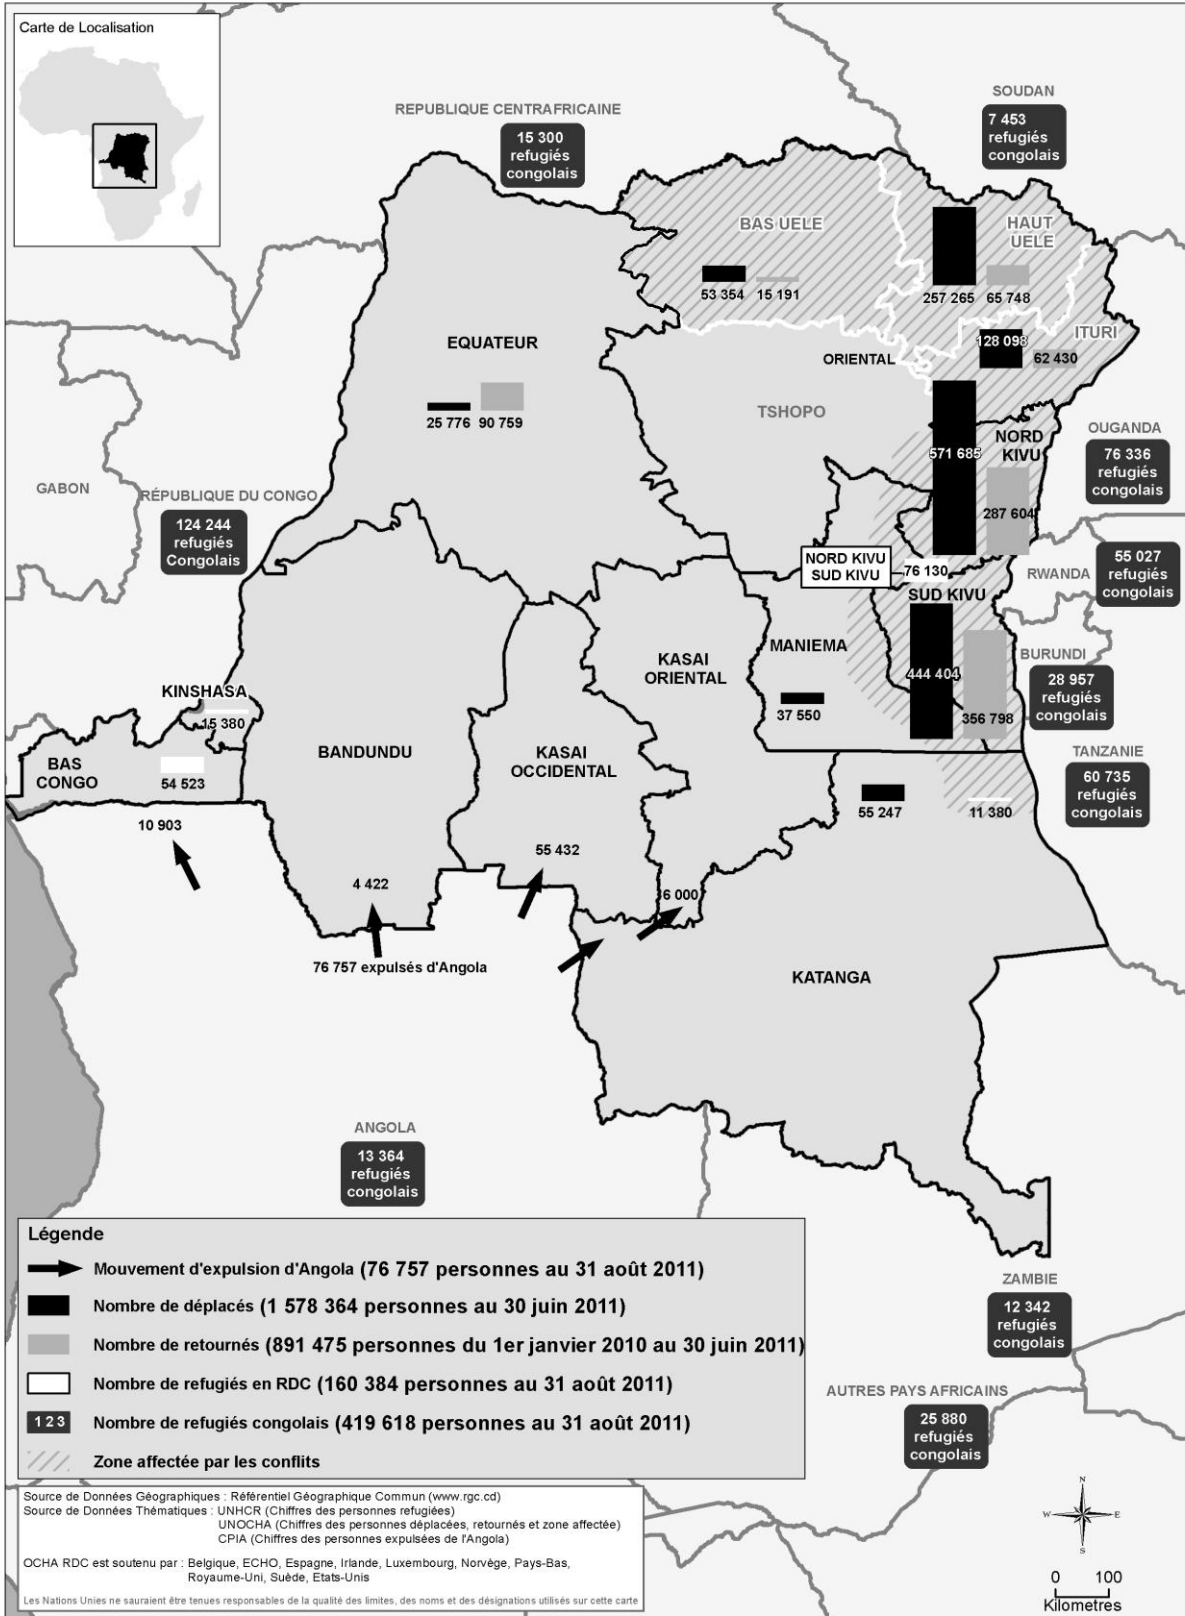 Carte de Localisation
SOUDAN
7 453
refugiés
congolais
REPUBLIQUE CENTRAFRICAINE
15 300
refugiés
congolais
BAS UELE
HAUT
UELE
53 354
15 191
257 265
65 748
EQUATEUR
ORIENTAL
128 098
ITURI
62 430
25 776
90 759
TSHOPO
NORD
KIVU
571 685
287 604
OUGANDA
76 336
refugiés
congolais
GABON
RÉPUBLIQUE DU CONGO
124 244
refugiés
Congolais
NORD KIVU
SUD KIVU
76 130
SUD KIVU
RWANDA
55 027
refugiés
congolais
MANIEMA
KASAI
ORIENTAL
444 404
356 798
37 550
BURUNDI
28 957
refugiés
congolais
KINSHASA
15 380
BAS
CONGO
54 523
BANDUNDU
KASAI
OCCIDENTAL
TANZANIE
60 735
refugiés
congolais
55 247
11 380
10 903
4 422
55 432
6 000
76 757 expulsés d'Angola
KATANGA
ANGOLA
13 364
refugiés
congolais
Légende
Mouvement d'expulsion d'Angola (76 757 personnes au 31 août 2011)
Nombre de déplacés (1 578 364 personnes au 30 juin 2011)
Nombre de retournés (891 475 personnes du 1er janvier 2010 au 30 juin 2011)
Nombre de refugiés en RDC (160 384 personnes au 31 août 2011)
1 2 3 Nombre de refugiés congolais (419 618 personnes au 31 août 2011)
Zone affectée par les conflits
ZAMBIE
12 342
refugiés
congolais
AUTRES PAYS AFRICAINS
25 880
refugiés
congolais
Source de Données Géographiques : Référentiel Géographique Commun (www.rgc.cd)
Source de Données Thématiques : UNHCR (Chiffres des personnes refugiées)
UNOCHA (Chiffres des personnes déplacées, retournés et zone affectée)
CPIA (Chiffres des personnes expulsées de l'Angola)
OCHA RDC est soutenu par : Belgique, ECHO, Espagne, Irlande, Luxembourg, Norvège, Pays-Bas,
Royaume-Uni, Suède, Etats-Unis
Les Nations Unies ne sauraient être tenues responsables de la qualité des limites, des noms et des désignations utilisés sur cette carte
N
W E
S
0 100
Kilometres